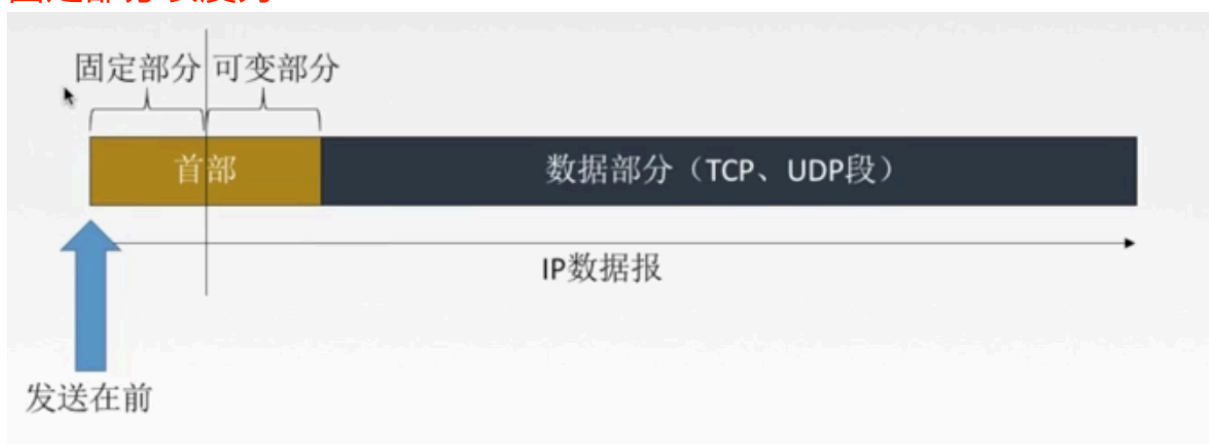 固定部分 可变部分
首部
数据部分（TCP、UDP段）
IP数据报
发送在前